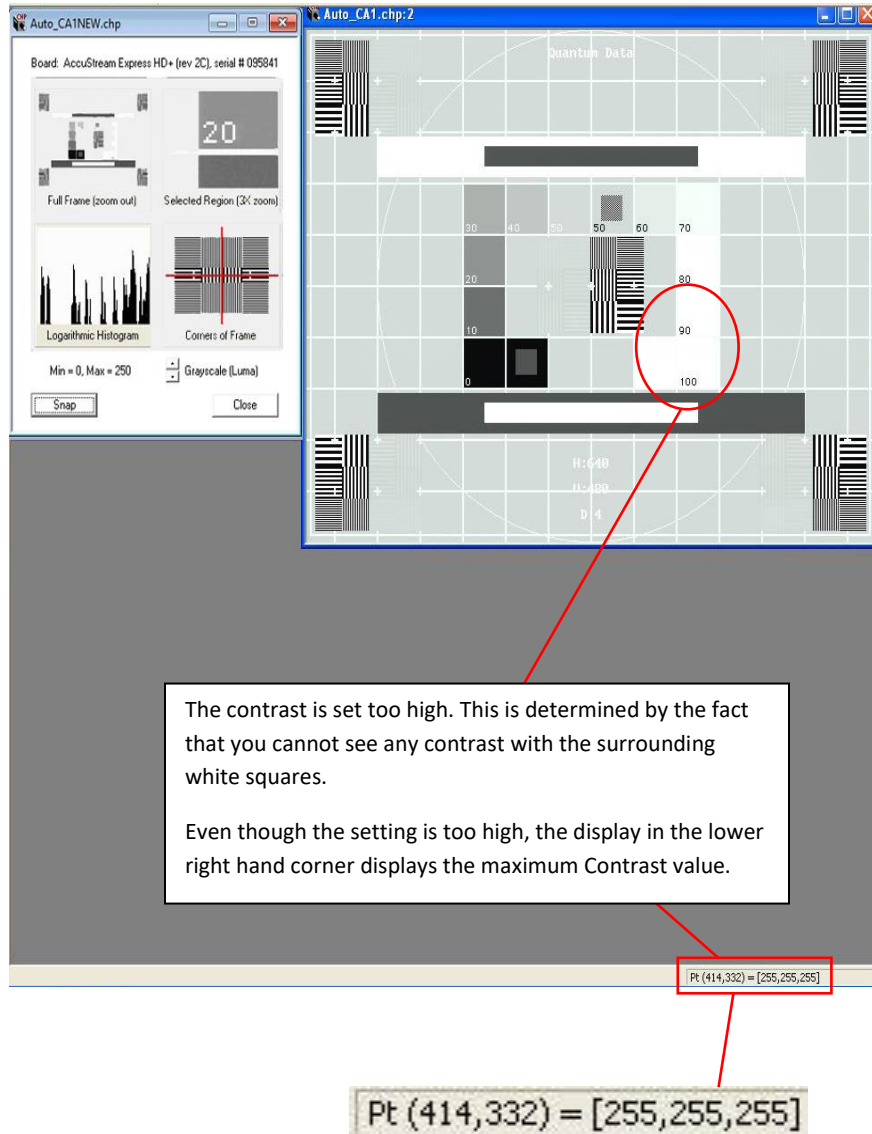 Auto_CA1NEW.chp
Board: AccuStream Express HD+ (rev 2C), serial # 095841
20
Full Frame (zoom out)
Selected Region (3X zoom)
Logarithmic Histogram
Corners of Frame
Min = 0, Max = 250
Grayscale (Luma)
Snap
Close
Auto_CA1.chp:2
Quantum Data
30 40 50 50 60 70
20 80
10 90
0 100
H:640
V:480
D 4
The contrast is set too high. This is determined by the fact
that you cannot see any contrast with the surrounding
white squares.
Even though the setting is too high, the display in the lower
right hand corner displays the maximum Contrast value.
Pt (414,332) = [255,255,255]
Pt (414,332) = [255,255,255]